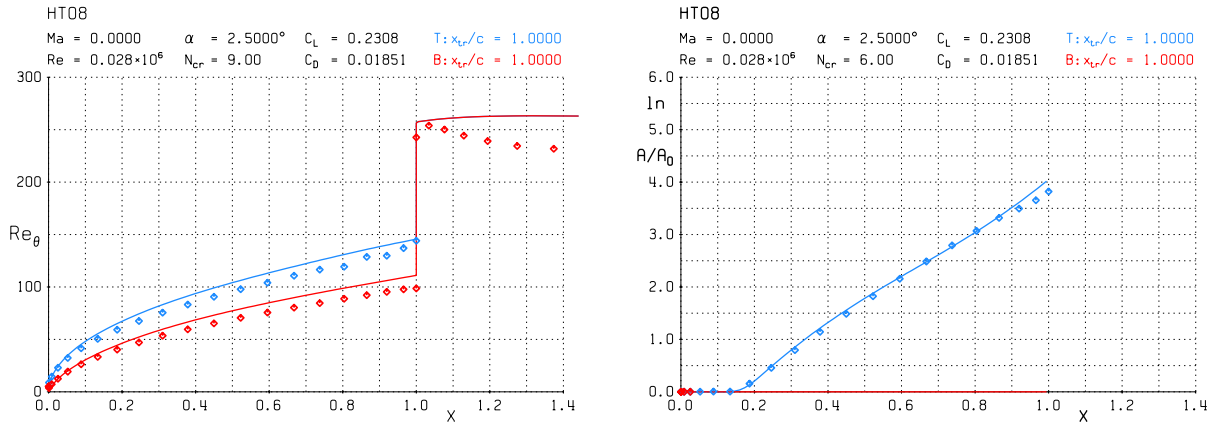 HT08
Ma = 0.0000 α = 2.5000° C_L = 0.2308 T: x_tr/c = 1.0000
Re = 0.028×10⁶ N_cr = 9.00 C_D = 0.01851 B: x_tr/c = 1.0000
300
200
Re_θ
100
0
0.0 0.2 0.4 0.6 0.8 1.0 1.2 1.4
X
HT08
Ma = 0.0000 α = 2.5000° C_L = 0.2308 T: x_tr/c = 1.0000
Re = 0.028×10⁶ N_cr = 6.00 C_D = 0.01851 B: x_tr/c = 1.0000
6.0
ln
5.0
A/A₀
4.0
3.0
2.0
1.0
0.0
0.0 0.2 0.4 0.6 0.8 1.0 1.2 1.4
X